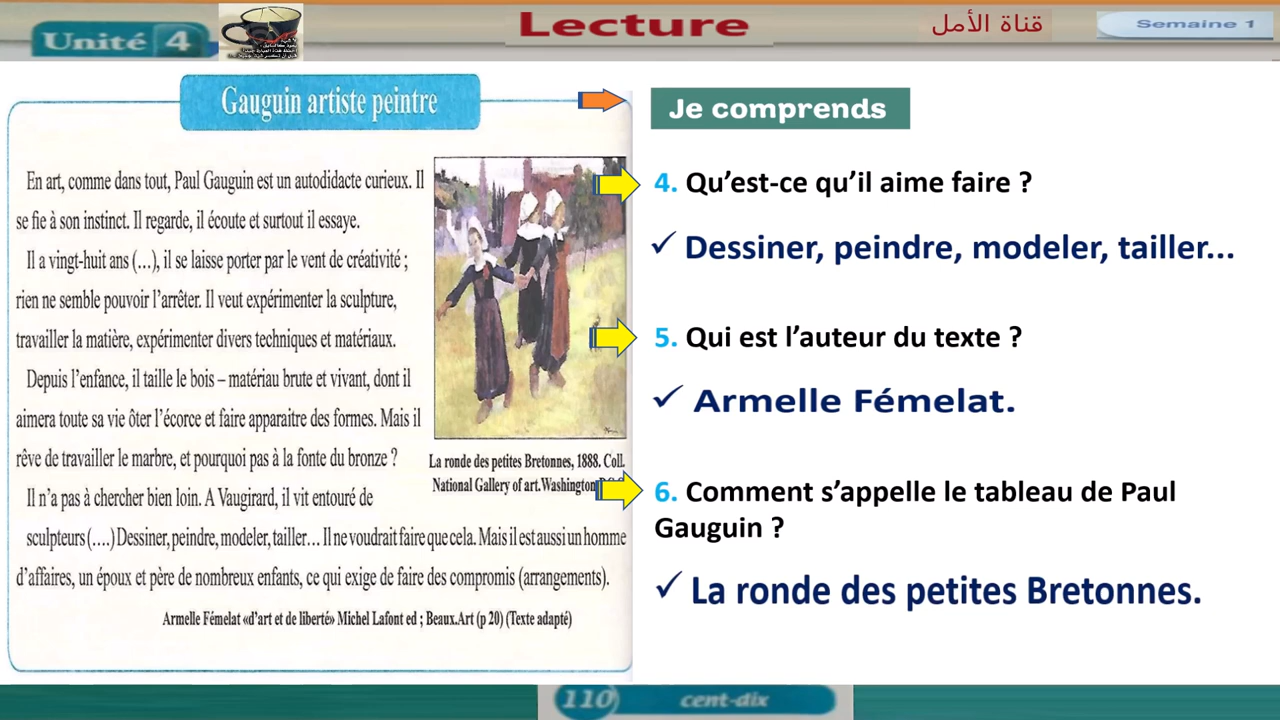 Unité 4
Lecture
قناة الأمل
Semaine 1
Gauguin artiste peintre
En art, comme dans tout, Paul Gauguin est un autodidacte curieux. Il
se fie à son instinct. Il regarde, il écoute et surtout il essaye.
Il a vingt-huit ans (...), il se laisse porter par le vent de créativité ;
rien ne semble pouvoir l'arrêter. Il veut expérimenter la sculpture,
travailler la matière, expérimenter divers techniques et matériaux.
Depuis l'enfance, il taille le bois – matériau brute et vivant, dont il
aimera toute sa vie ôter l'écorce et faire apparaitre des formes. Mais il
rêve de travailler le marbre, et pourquoi pas à la fonte du bronze ?
Il n'a pas à chercher bien loin. A Vaugirard, il vit entouré de
sculpteurs (....) Dessiner, peindre, modeler, tailler... Il ne voudrait faire que cela. Mais il est aussi un homme
d'affaires, un époux et père de nombreux enfants, ce qui exige de faire des compromis (arrangements).
La ronde des petites Bretonnes, 1888. Coll.
National Gallery of art.Washington
Armelle Fémelat «d'art et de liberté» Michel Lafont ed ; Beaux.Art (p 20) (Texte adapté)
Je comprends
4. Qu'est-ce qu'il aime faire ?
✓ Dessiner, peindre, modeler, tailler...
5. Qui est l'auteur du texte ?
✓ Armelle Fémelat.
6. Comment s'appelle le tableau de Paul
Gauguin ?
✓ La ronde des petites Bretonnes.
110 cent-dix